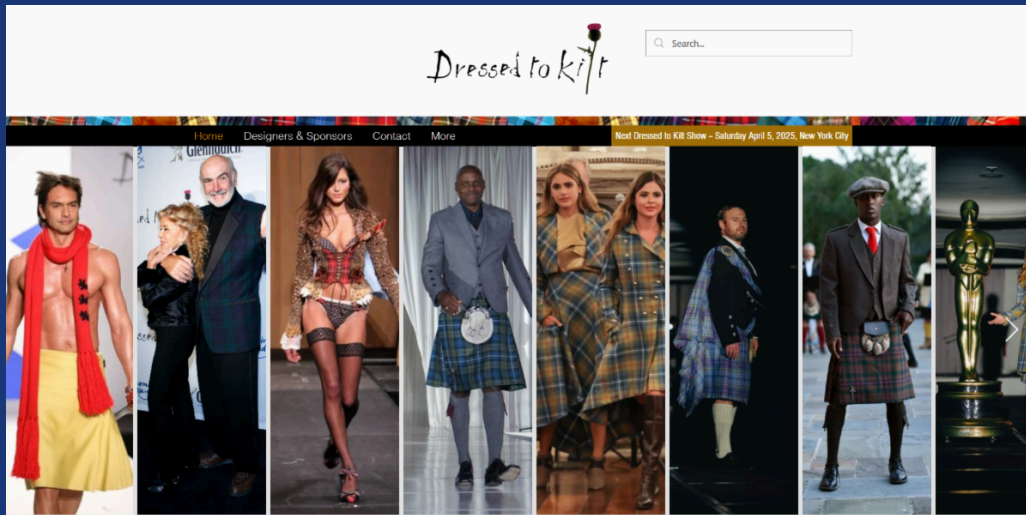 Dressed to kilt
Search...
Home Designers & Sponsors Contact More
Next Dressed to Kilt Show – Saturday April 5, 2025, New York City
Glenfiddich